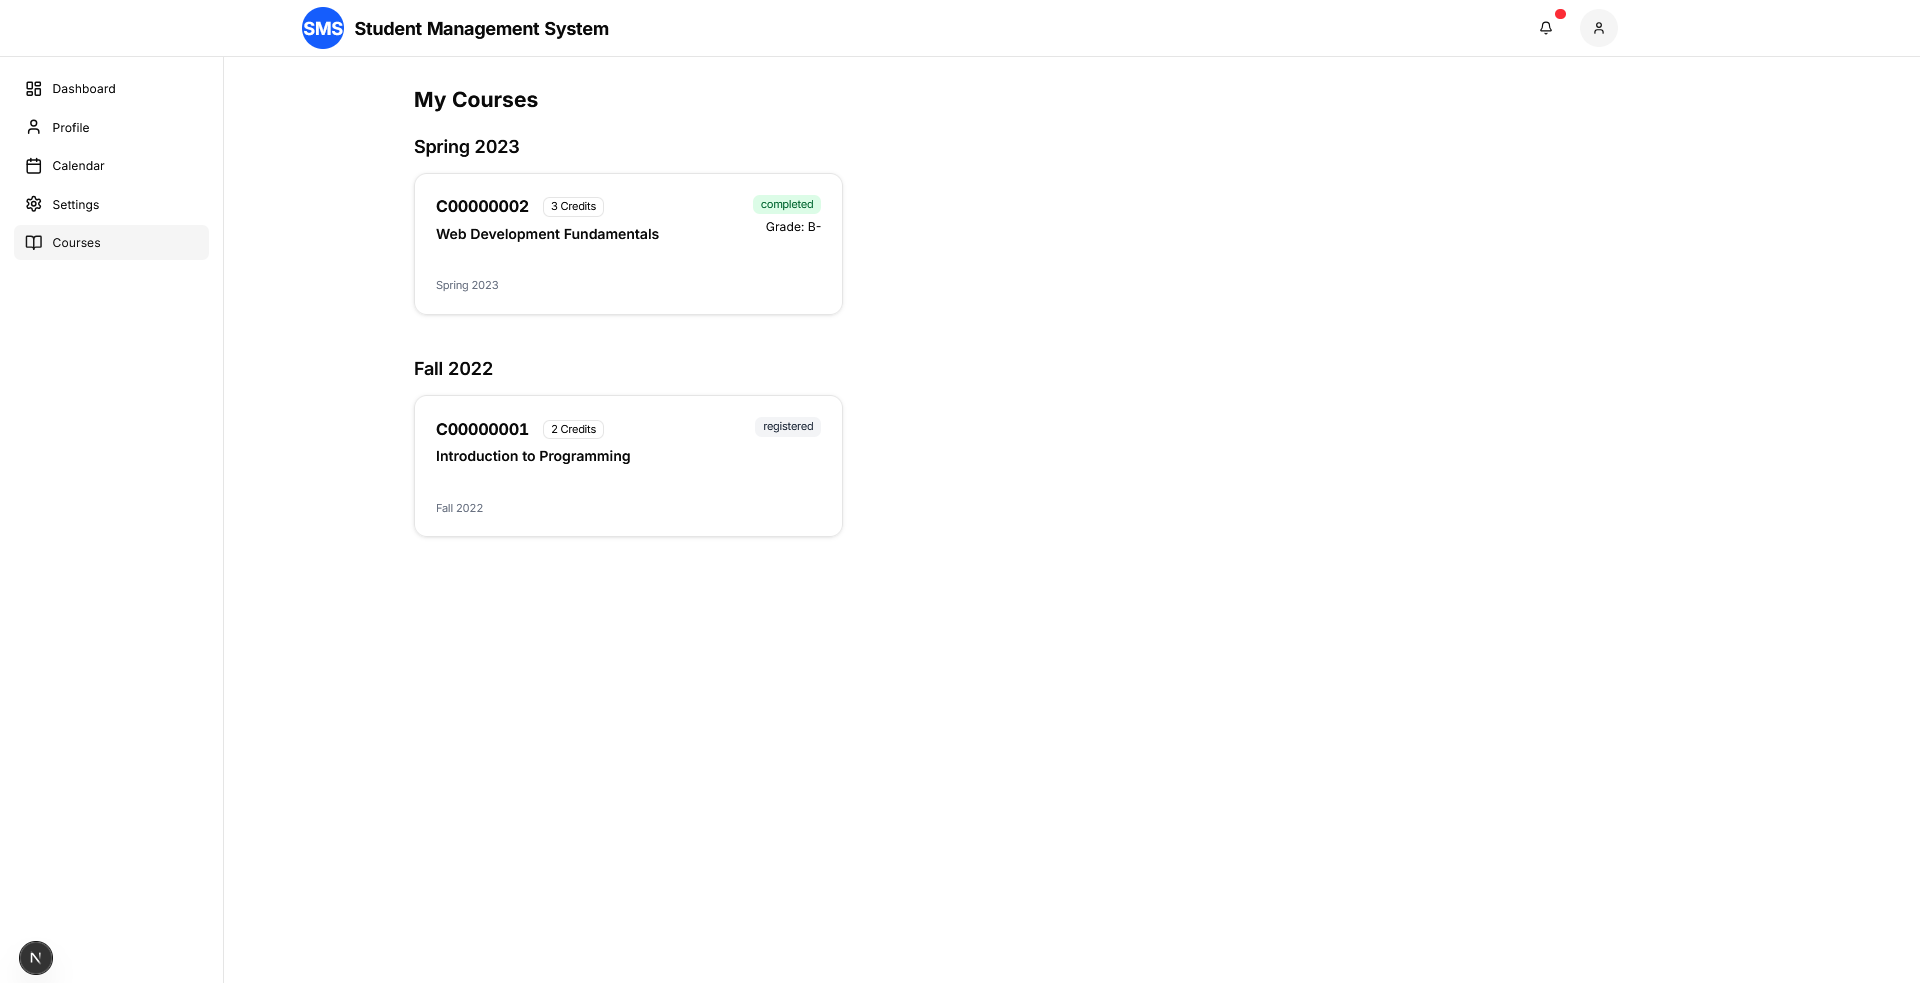 SMS Student Management System
Dashboard
Profile
Calendar
Settings
Courses
My Courses
Spring 2023
C00000002 3 Credits completed
Grade: B-
Web Development Fundamentals
Spring 2023
Fall 2022
C00000001 2 Credits registered
Introduction to Programming
Fall 2022
N